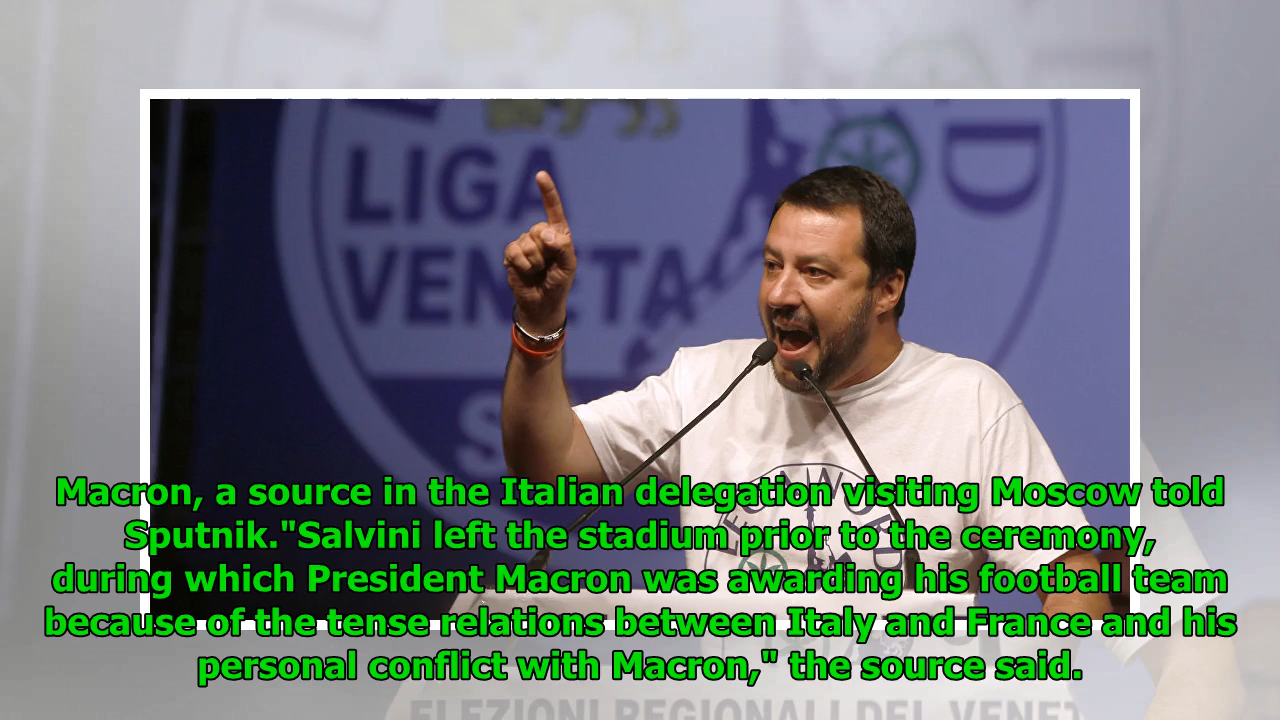 LIGA
VENETA
S
D
Macron, a source in the Italian delegation visiting Moscow told
Sputnik."Salvini left the stadium prior to the ceremony,
during which President Macron was awarding his football team
because of the tense relations between Italy and France and his
personal conflict with Macron," the source said.
ELEZIONI REGIONALI DEL VENET